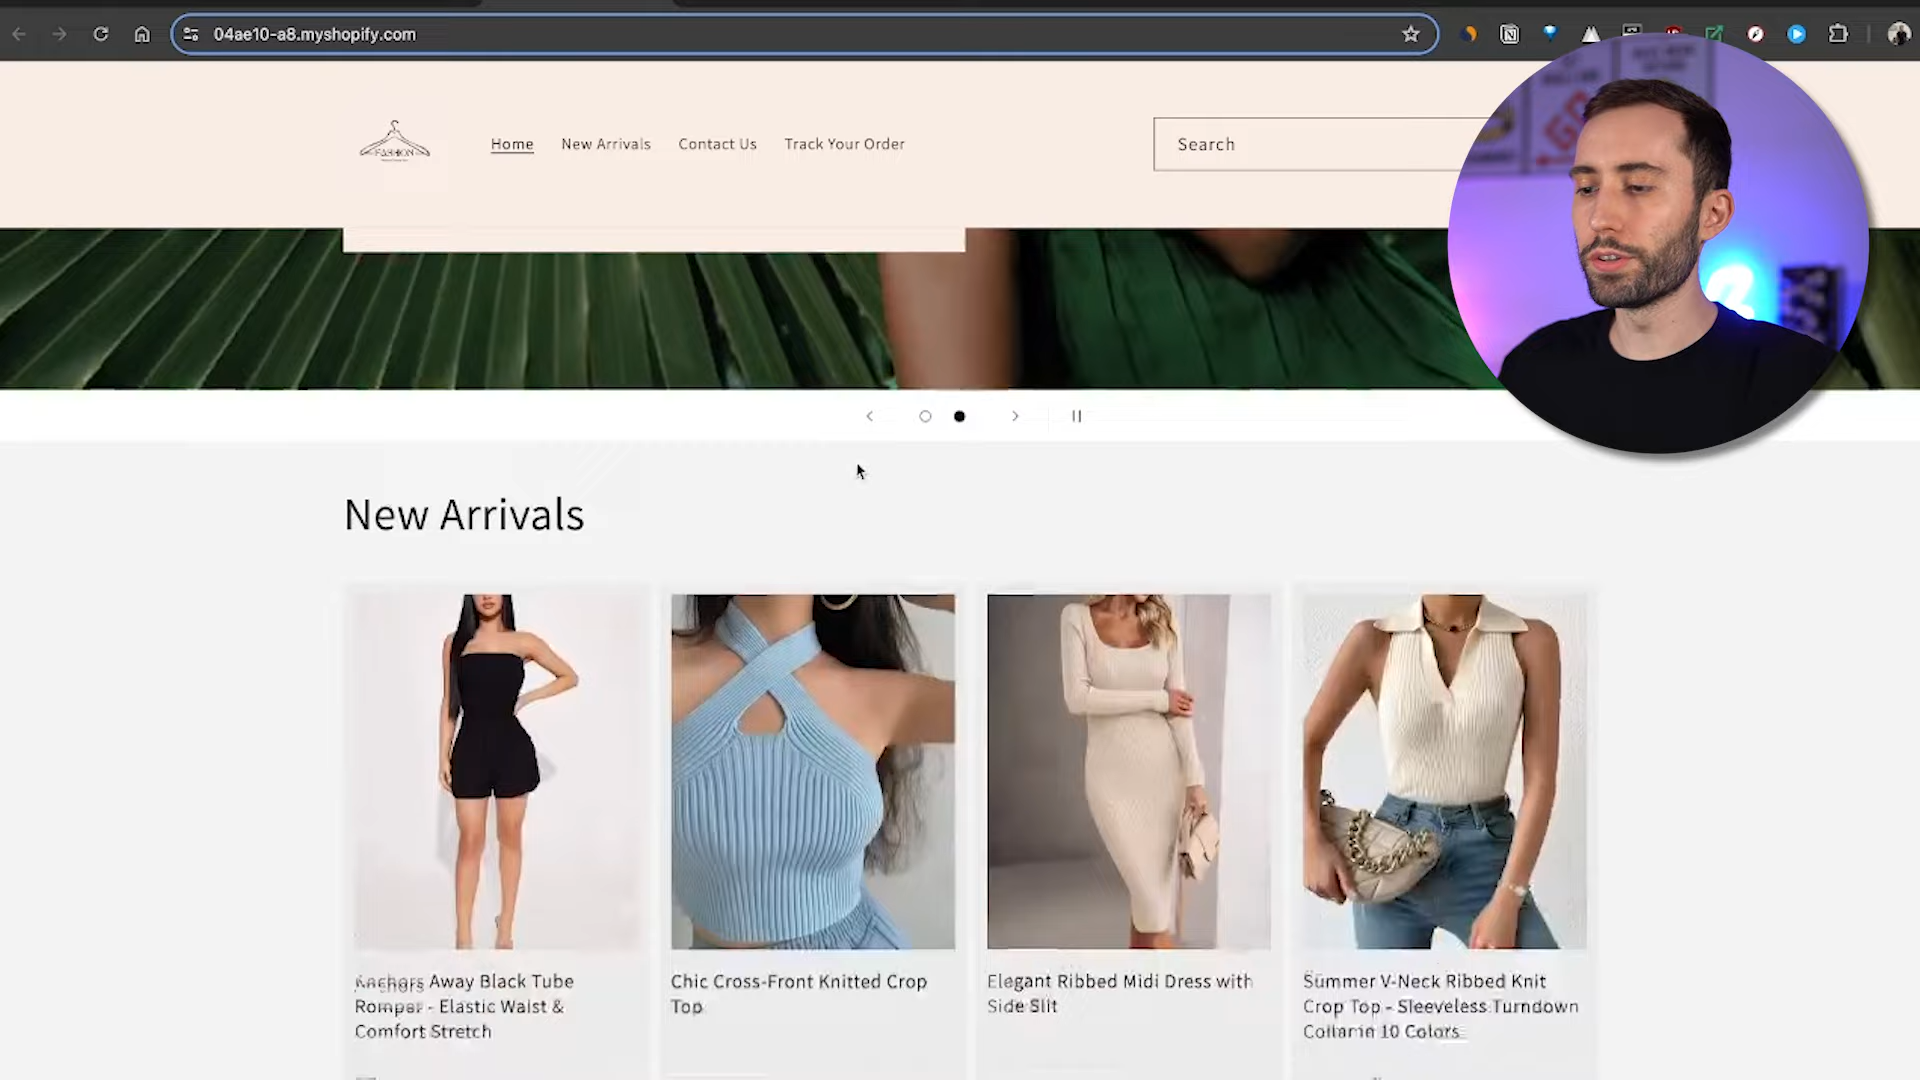 04ae10-a8.myshopify.com
FASHION
Home New Arrivals Contact Us Track Your Order
Search
New Arrivals
Anchors Away Black Tube
Romper - Elastic Waist &
Comfort Stretch
Chic Cross-Front Knitted Crop
Top
Elegant Ribbed Midi Dress with
Side Slit
Summer V-Neck Ribbed Knit
Crop Top - Sleeveless Turndown
Collar in 10 Colors